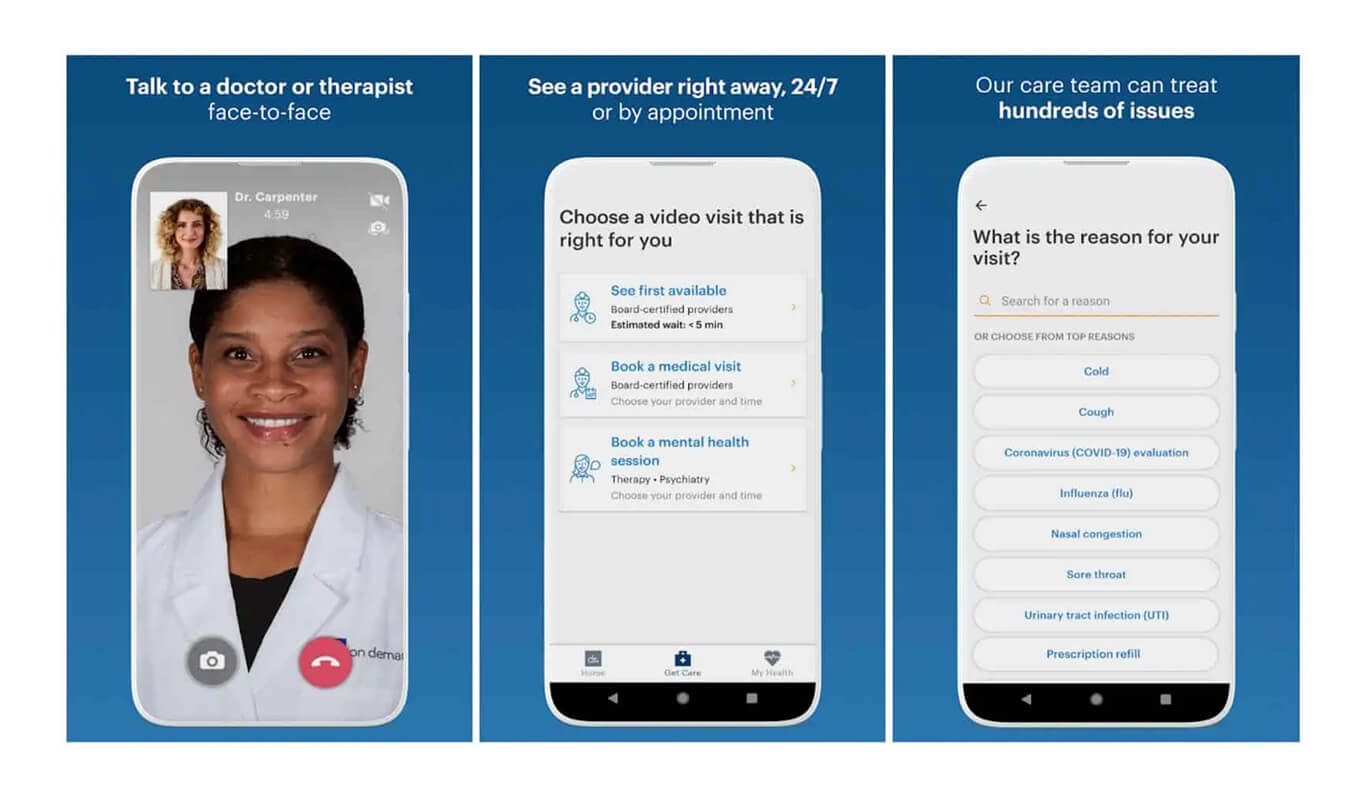 Talk to a doctor or therapist
face-to-face
Dr. Carpenter
4:59
on demar
See a provider right away, 24/7
or by appointment
Choose a video visit that is
right for you
See first available
Board-certified providers
Estimated wait: < 5 min
Book a medical visit
Board-certified providers
Choose your provider and time
Book a mental health
session
Therapy • Psychiatry
Choose your provider and time
Home
Get Care
My Health
Our care team can treat
hundreds of issues
What is the reason for your
visit?
Search for a reason
OR CHOOSE FROM TOP REASONS
Cold
Cough
Coronavirus (COVID-19) evaluation
Influenza (flu)
Nasal congestion
Sore throat
Urinary tract infection (UTI)
Prescription refill